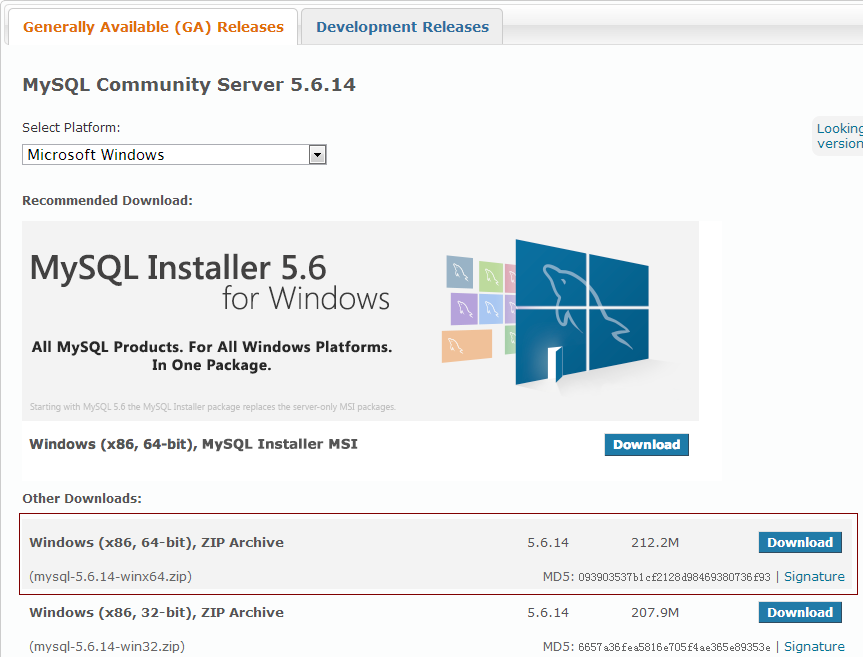 Generally Available (GA) Releases
Development Releases
MySQL Community Server 5.6.14
Select Platform:
Looking
version
Microsoft Windows
Recommended Download:
MySQL Installer 5.6
for Windows
All MySQL Products. For All Windows Platforms.
In One Package.
Starting with MySQL 5.6 the MySQL Installer package replaces the server-only MSI packages.
Windows (x86, 64-bit), MySQL Installer MSI Download
Other Downloads:
Windows (x86, 64-bit), ZIP Archive 5.6.14 212.2M Download
(mysql-5.6.14-winx64.zip) MD5: 093903537b1cf2128d98469380736f93 | Signature
Windows (x86, 32-bit), ZIP Archive 5.6.14 207.9M Download
(mysql-5.6.14-win32.zip) MD5: 6657a36fea5816e705f4ae365e89353e | Signature